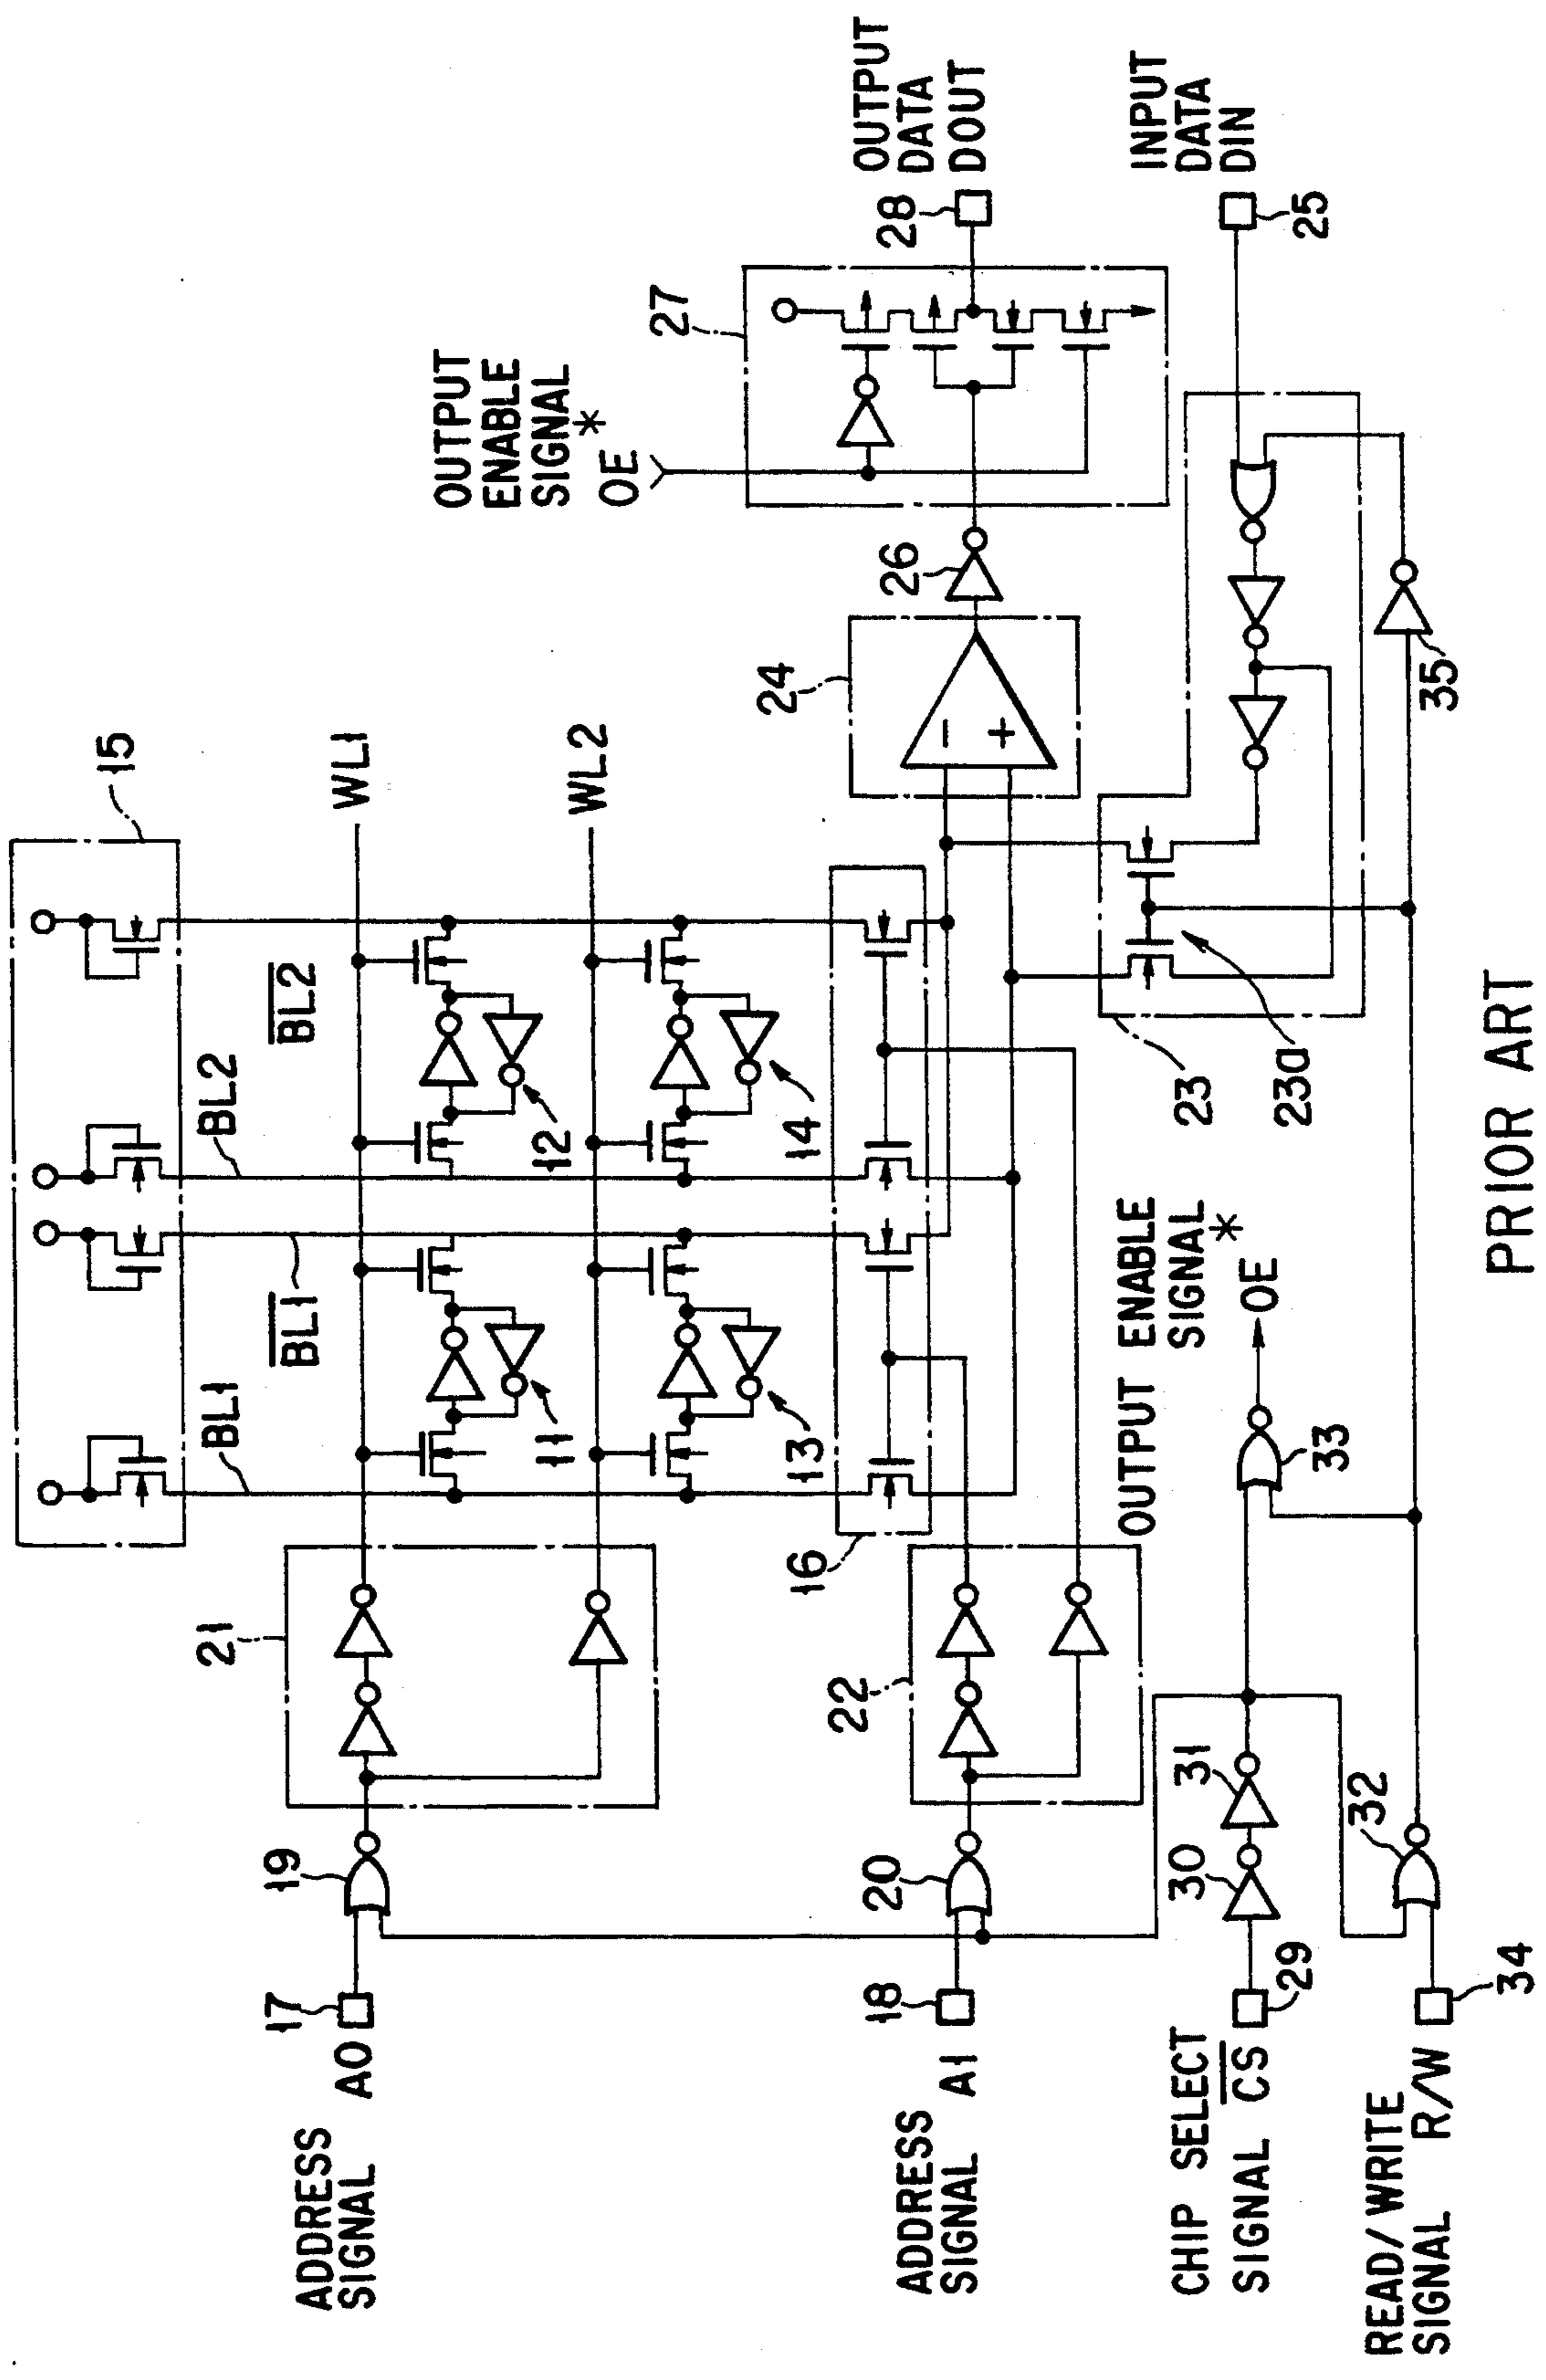 15
BL1
B̅L̅1̅
BL2
B̅L̅2̅
WL1
WL2
21
11
12
13
14
19
17
ADDRESS
SIGNAL A0
16
22
20
18
ADDRESS
SIGNAL A1
24
26
OUTPUT
ENABLE
SIGNAL*
OE
27
28
OUTPUT
DATA
DOUT
INPUT
DATA
DIN
25
23
23a
35
OUTPUT ENABLE
SIGNAL*
OE
33
31
30
29
CHIP SELECT
SIGNAL C̅S̅
32
34
READ/WRITE
SIGNAL R/W
PRIOR ART